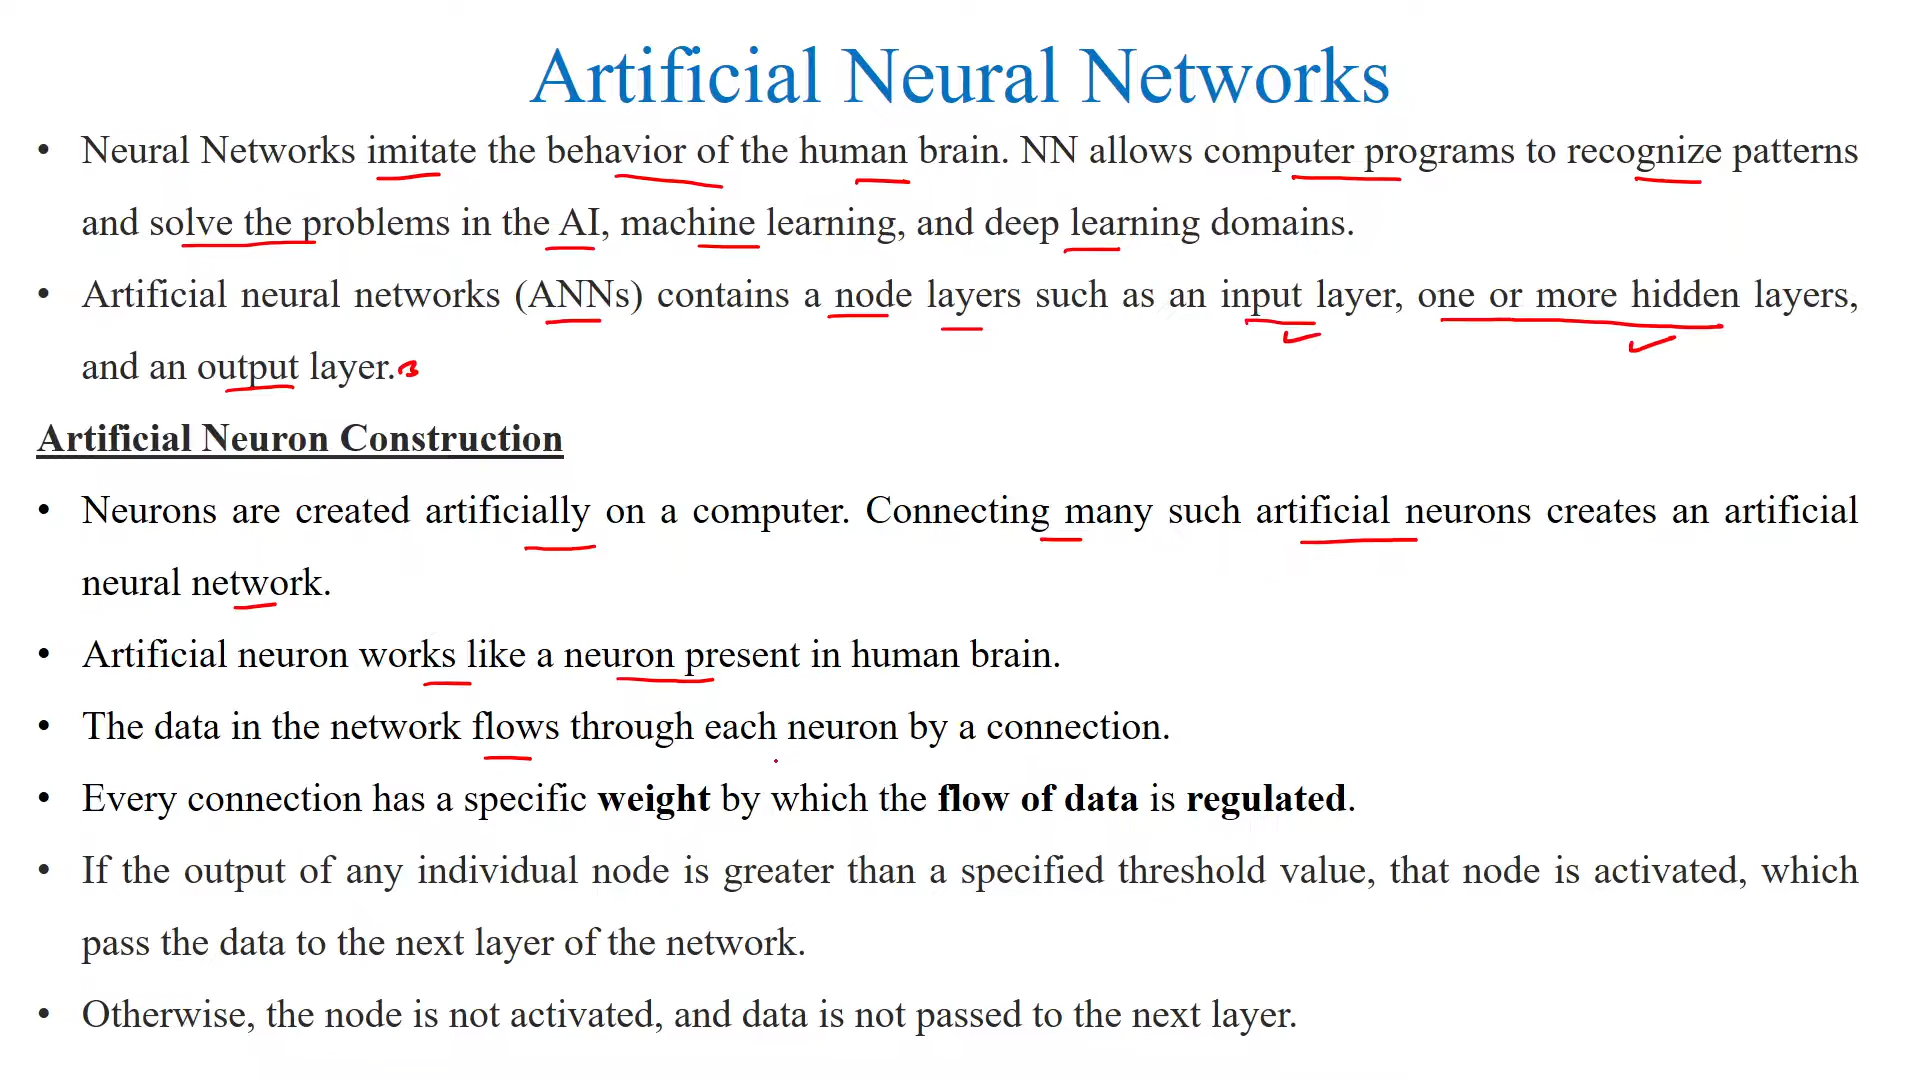 Artificial Neural Networks
• Neural Networks imitate the behavior of the human brain. NN allows computer programs to recognize patterns
and solve the problems in the AI, machine learning, and deep learning domains.
• Artificial neural networks (ANNs) contains a node layers such as an input layer, one or more hidden layers,
and an output layer.
Artificial Neuron Construction
• Neurons are created artificially on a computer. Connecting many such artificial neurons creates an artificial
neural network.
• Artificial neuron works like a neuron present in human brain.
• The data in the network flows through each neuron by a connection.
• Every connection has a specific weight by which the flow of data is regulated.
• If the output of any individual node is greater than a specified threshold value, that node is activated, which
pass the data to the next layer of the network.
• Otherwise, the node is not activated, and data is not passed to the next layer.